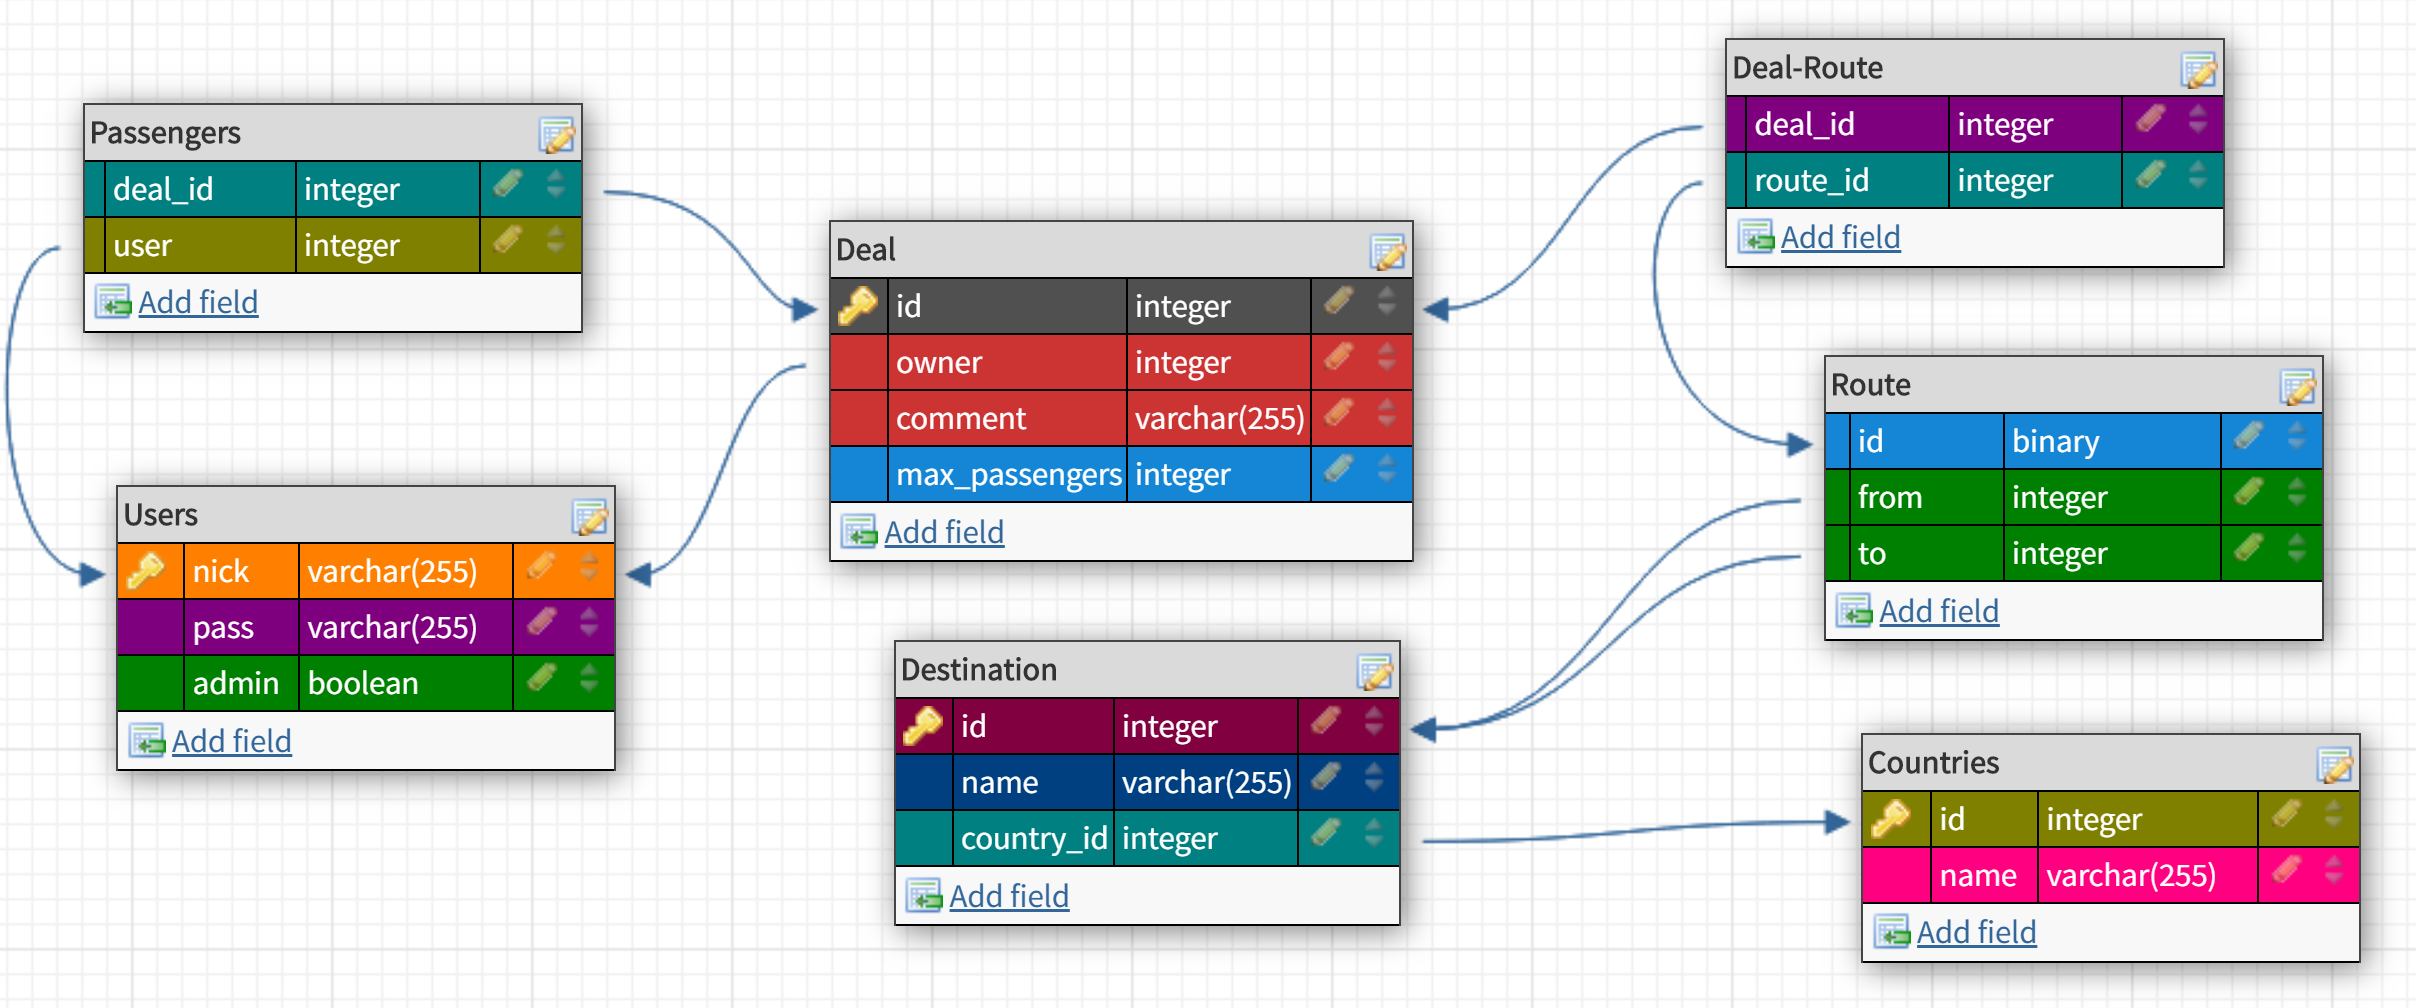 Passengers
deal_id integer
user integer
Add field
Users
nick varchar(255)
pass varchar(255)
admin boolean
Add field
Deal
id integer
owner integer
comment varchar(255)
max_passengers integer
Add field
Destination
id integer
name varchar(255)
country_id integer
Add field
Deal-Route
deal_id integer
route_id integer
Add field
Route
id binary
from integer
to integer
Add field
Countries
id integer
name varchar(255)
Add field